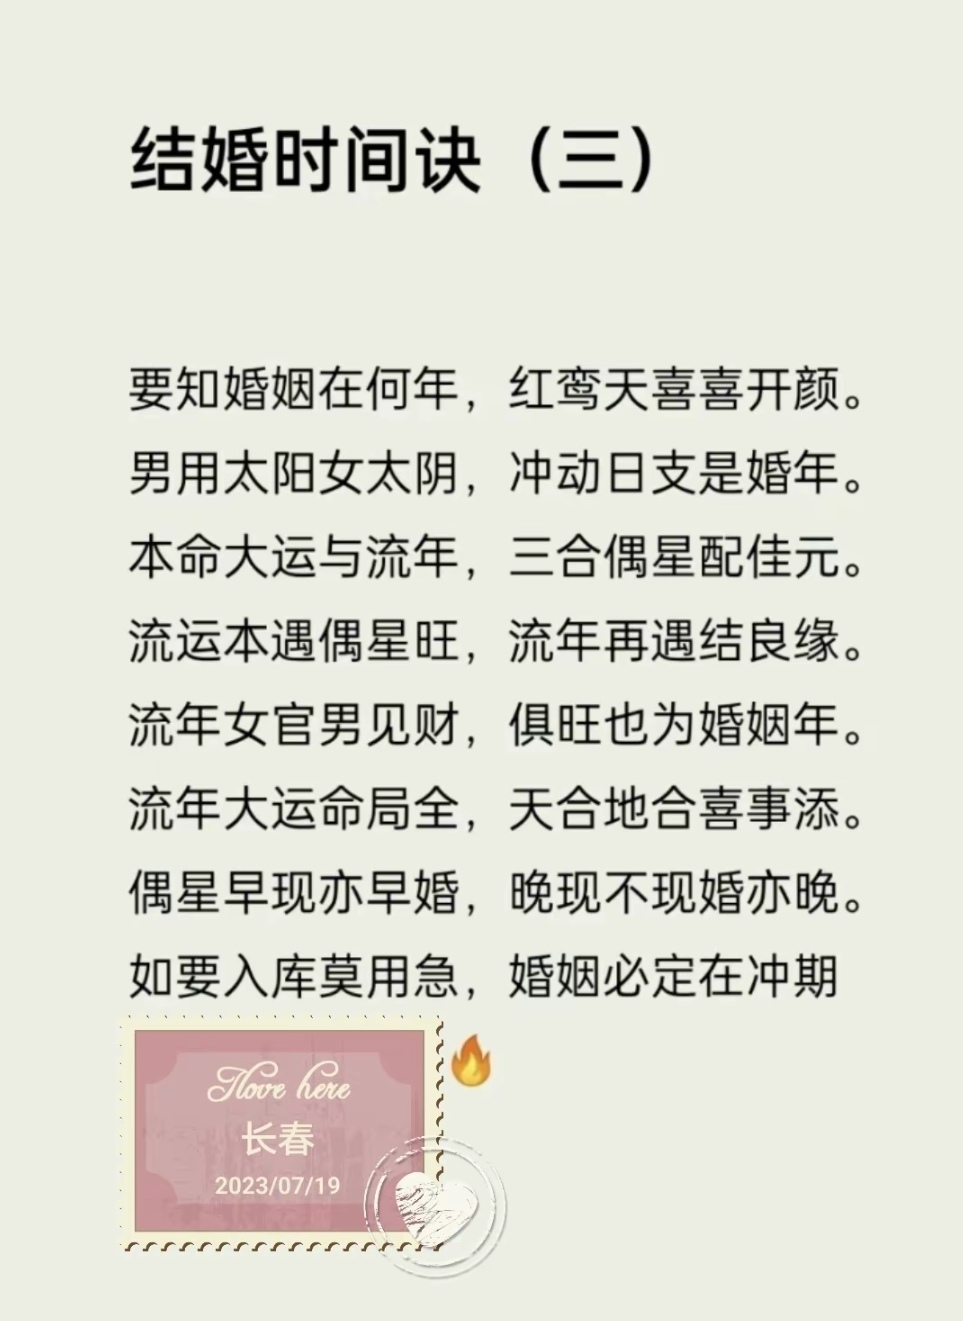 结婚时间诀（三）
要知婚姻在何年，红鸾天喜喜开颜。
男用太阳女太阴，冲动日支是婚年。
本命大运与流年，三合偶星配佳元。
流运本遇偶星旺，流年再遇结良缘。
流年女官男见财，俱旺也为婚姻年。
流年大运命局全，天合地合喜事添。
偶星早现亦早婚，晚现不现婚亦晚。
如要入库莫用急，婚姻必定在冲期
I love here
长春
2023/07/19